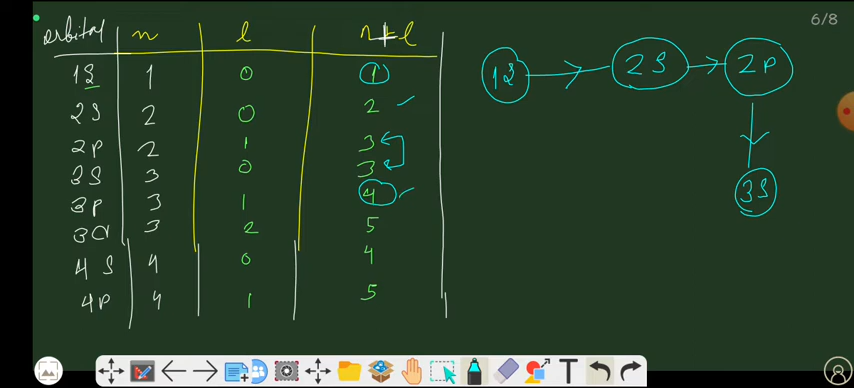 orbital n l n+l
1S 1 0 1
2S 2 0 2
2P 2 1 3
3S 3 0 3
3P 3 1 4
3d 3 2 5
4S 4 0 4
4P 4 1 5
1S 2S 2P
3S
6/8
T